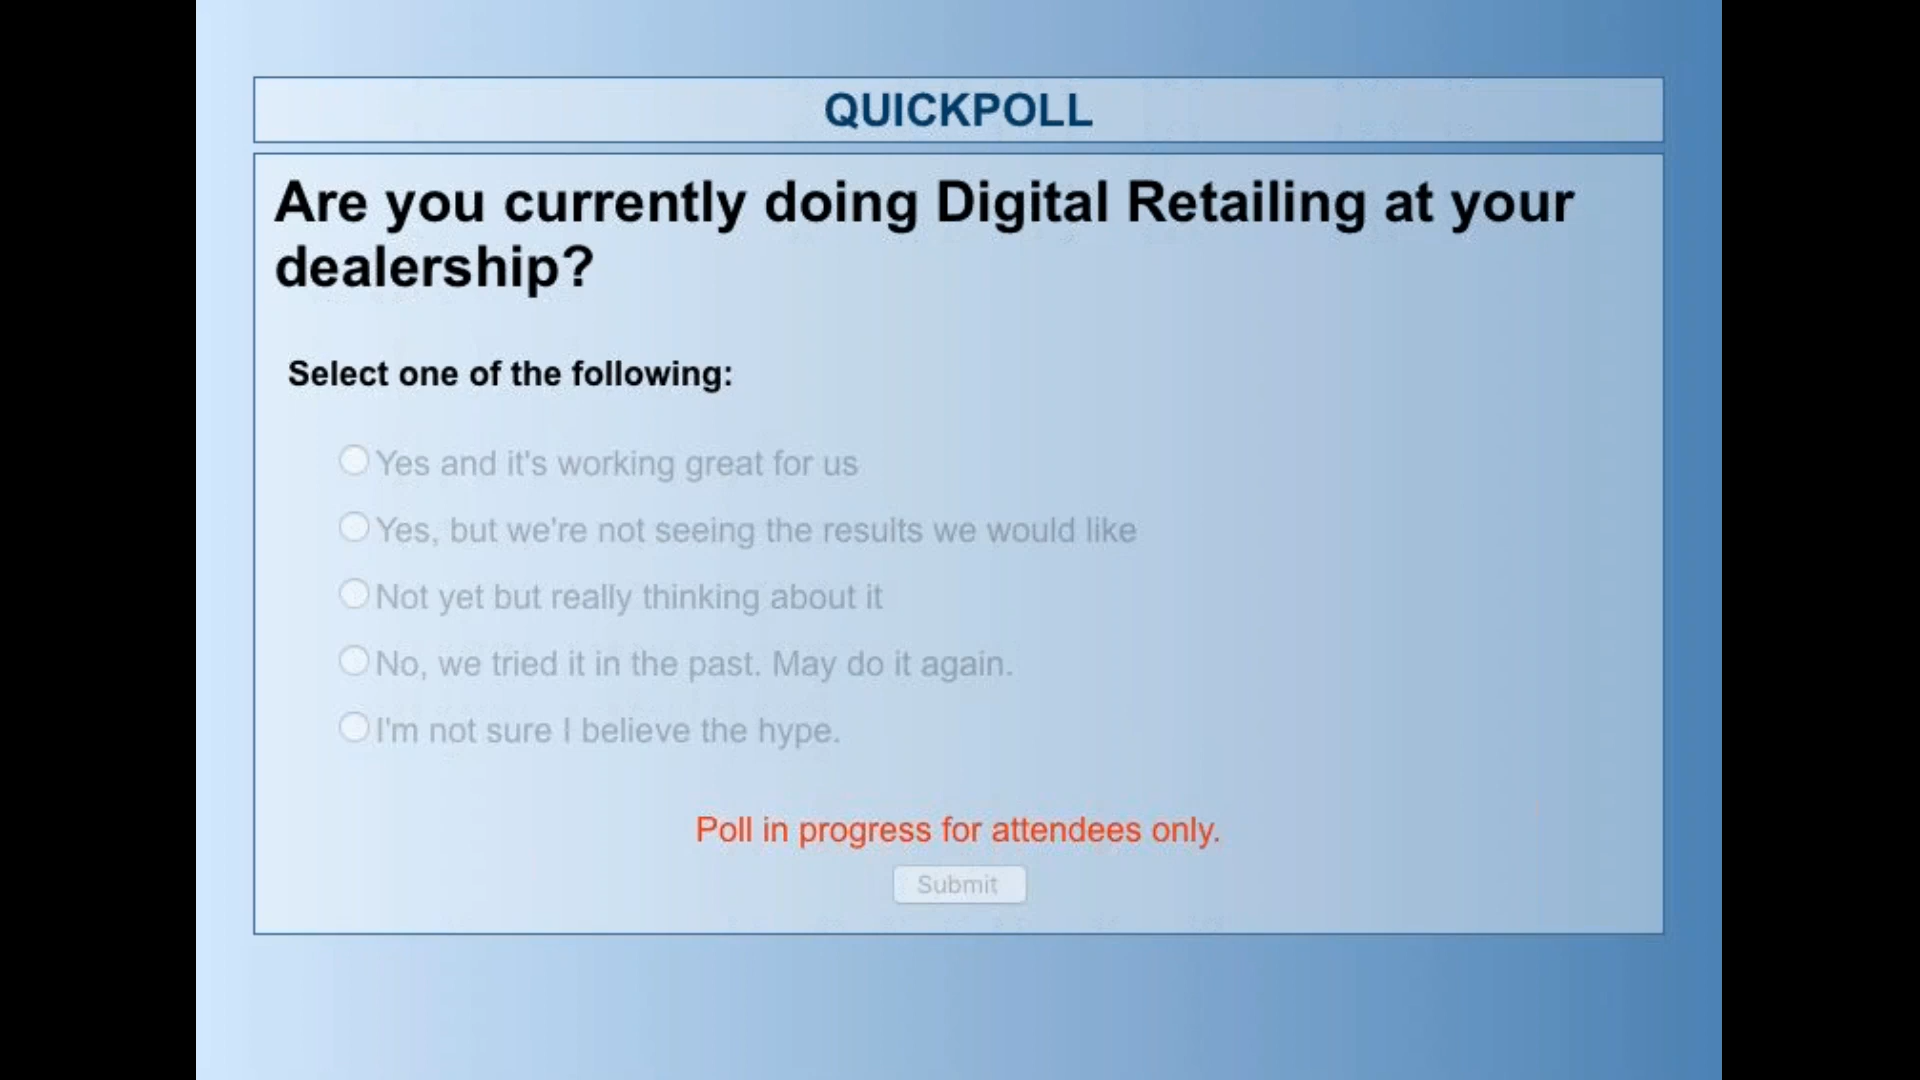 QUICKPOLL
Are you currently doing Digital Retailing at your
dealership?
Select one of the following:
Yes and it's working great for us
Yes, but we're not seeing the results we would like
Not yet but really thinking about it
No, we tried it in the past. May do it again.
I'm not sure I believe the hype.
Poll in progress for attendees only.
Submit